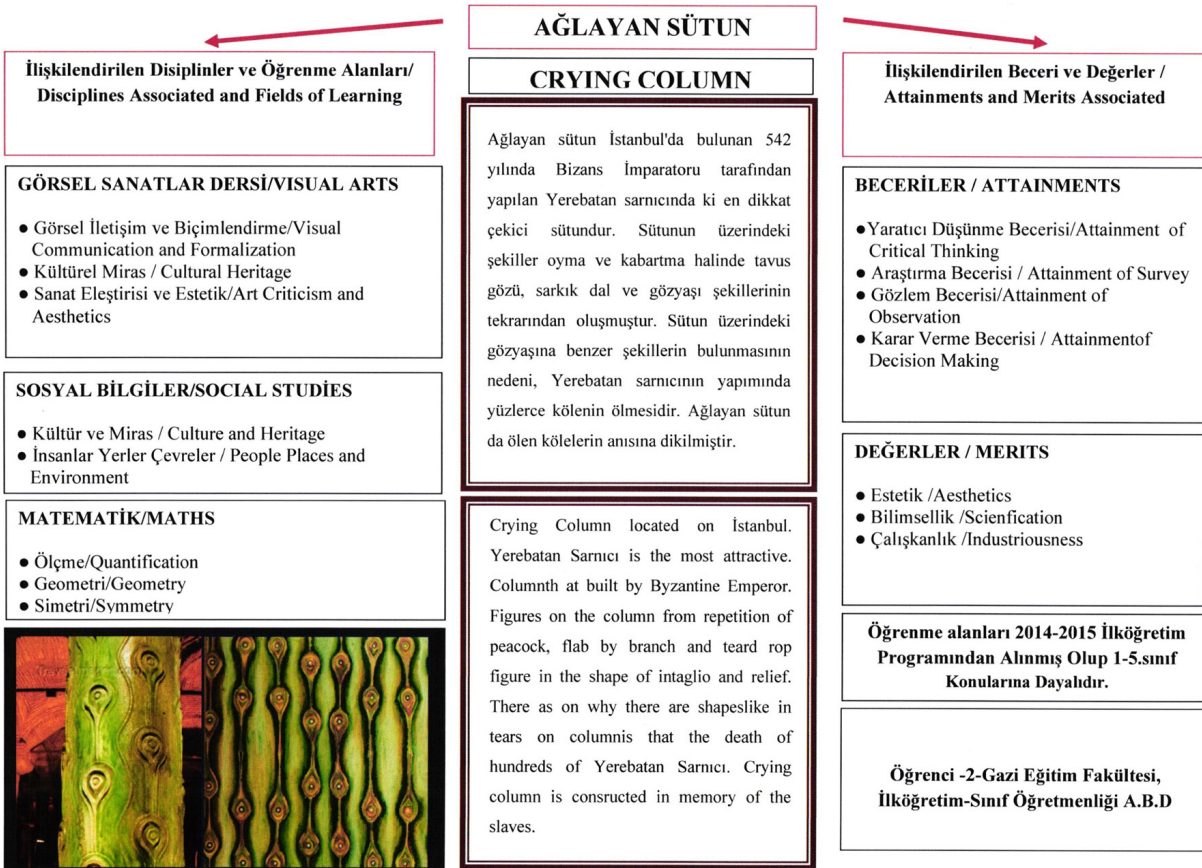 AĞLAYAN SÜTUN
CRYING COLUMN
İlişkilendirilen Disiplinler ve Öğrenme Alanları/
Disciplines Associated and Fields of Learning
GÖRSEL SANATLAR DERSİ/VISUAL ARTS
● Görsel İletişim ve Biçimlendirme/Visual
Communication and Formalization
● Kültürel Miras / Cultural Heritage
● Sanat Eleştirisi ve Estetik/Art Criticism and
Aesthetics
SOSYAL BİLGİLER/SOCIAL STUDİES
● Kültür ve Miras / Culture and Heritage
● İnsanlar Yerler Çevreler / People Places and
Environment
MATEMATİK/MATHS
● Ölçme/Quantification
● Geometri/Geometry
● Simetri/Symmetry
Ağlayan sütun İstanbul'da bulunan 542
yılında Bizans İmparatoru tarafından
yapılan Yerebatan sarnıcında ki en dikkat
çekici sütundur. Sütunun üzerindeki
şekiller oyma ve kabartma halinde tavus
gözü, sarkık dal ve gözyaşı şekillerinin
tekrarından oluşmuştur. Sütun üzerindeki
gözyaşına benzer şekillerin bulunmasının
nedeni, Yerebatan sarnıcının yapımında
yüzlerce kölenin ölmesidir. Ağlayan sütun
da ölen kölelerin anısına dikilmiştir.
Crying Column located on İstanbul.
Yerebatan Sarnıcı is the most attractive.
Columnth at built by Byzantine Emperor.
Figures on the column from repetition of
peacock, flab by branch and teard rop
figure in the shape of intaglio and relief.
There as on why there are shapeslike in
tears on columnis that the death of
hundreds of Yerebatan Sarnıcı. Crying
column is consructed in memory of the
slaves.
İlişkilendirilen Beceri ve Değerler /
Attainments and Merits Associated
BECERİLER / ATTAINMENTS
●Yaratıcı Düşünme Becerisi/Attainment of
Critical Thinking
● Araştırma Becerisi / Attainment of Survey
● Gözlem Becerisi/Attainment of
Observation
● Karar Verme Becerisi / Attainmentof
Decision Making
DEĞERLER / MERITS
● Estetik /Aesthetics
● Bilimsellik /Scienfication
● Çalışkanlık /Industriousness
Öğrenme alanları 2014-2015 İlköğretim
Programından Alınmış Olup 1-5.sınıf
Konularına Dayalıdır.
Öğrenci -2-Gazi Eğitim Fakültesi,
İlköğretim-Sınıf Öğretmenliği A.B.D